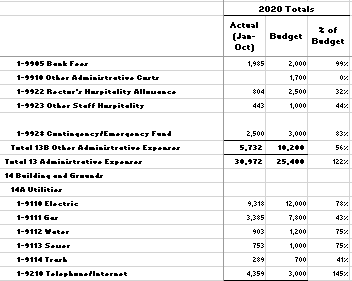 2020 Totals
Actual (Jan-Oct) Budget % of Budget
1-9905 Bank Fees 1,985 2,000 99%
1-9910 Other Administrative Costs 1,700 0%
1-9922 Rector's Hospitality Allowance 804 2,500 32%
1-9923 Other Staff Hospitality 443 1,000 44%
1-9928 Contingency/Emergency Fund 2,500 3,000 83%
Total 13B Other Administrative Expenses 5,732 10,200 56%
Total 13 Administrative Expenses 30,972 25,400 122%
14 Building and Grounds
14A Utilities
1-9110 Electric 9,318 12,000 78%
1-9111 Gas 3,385 7,800 43%
1-9112 Water 903 1,200 75%
1-9113 Sewer 753 1,000 75%
1-9114 Trash 289 700 41%
1-9210 Telephone/Internet 4,359 3,000 145%